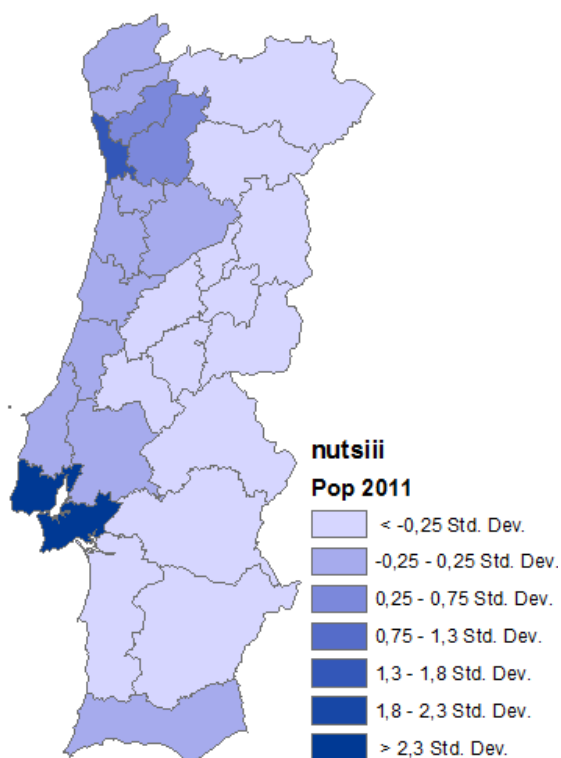 nutsiii
Pop 2011
< -0,25 Std. Dev.
-0,25 - 0,25 Std. Dev.
0,25 - 0,75 Std. Dev.
0,75 - 1,3 Std. Dev.
1,3 - 1,8 Std. Dev.
1,8 - 2,3 Std. Dev.
> 2,3 Std. Dev.